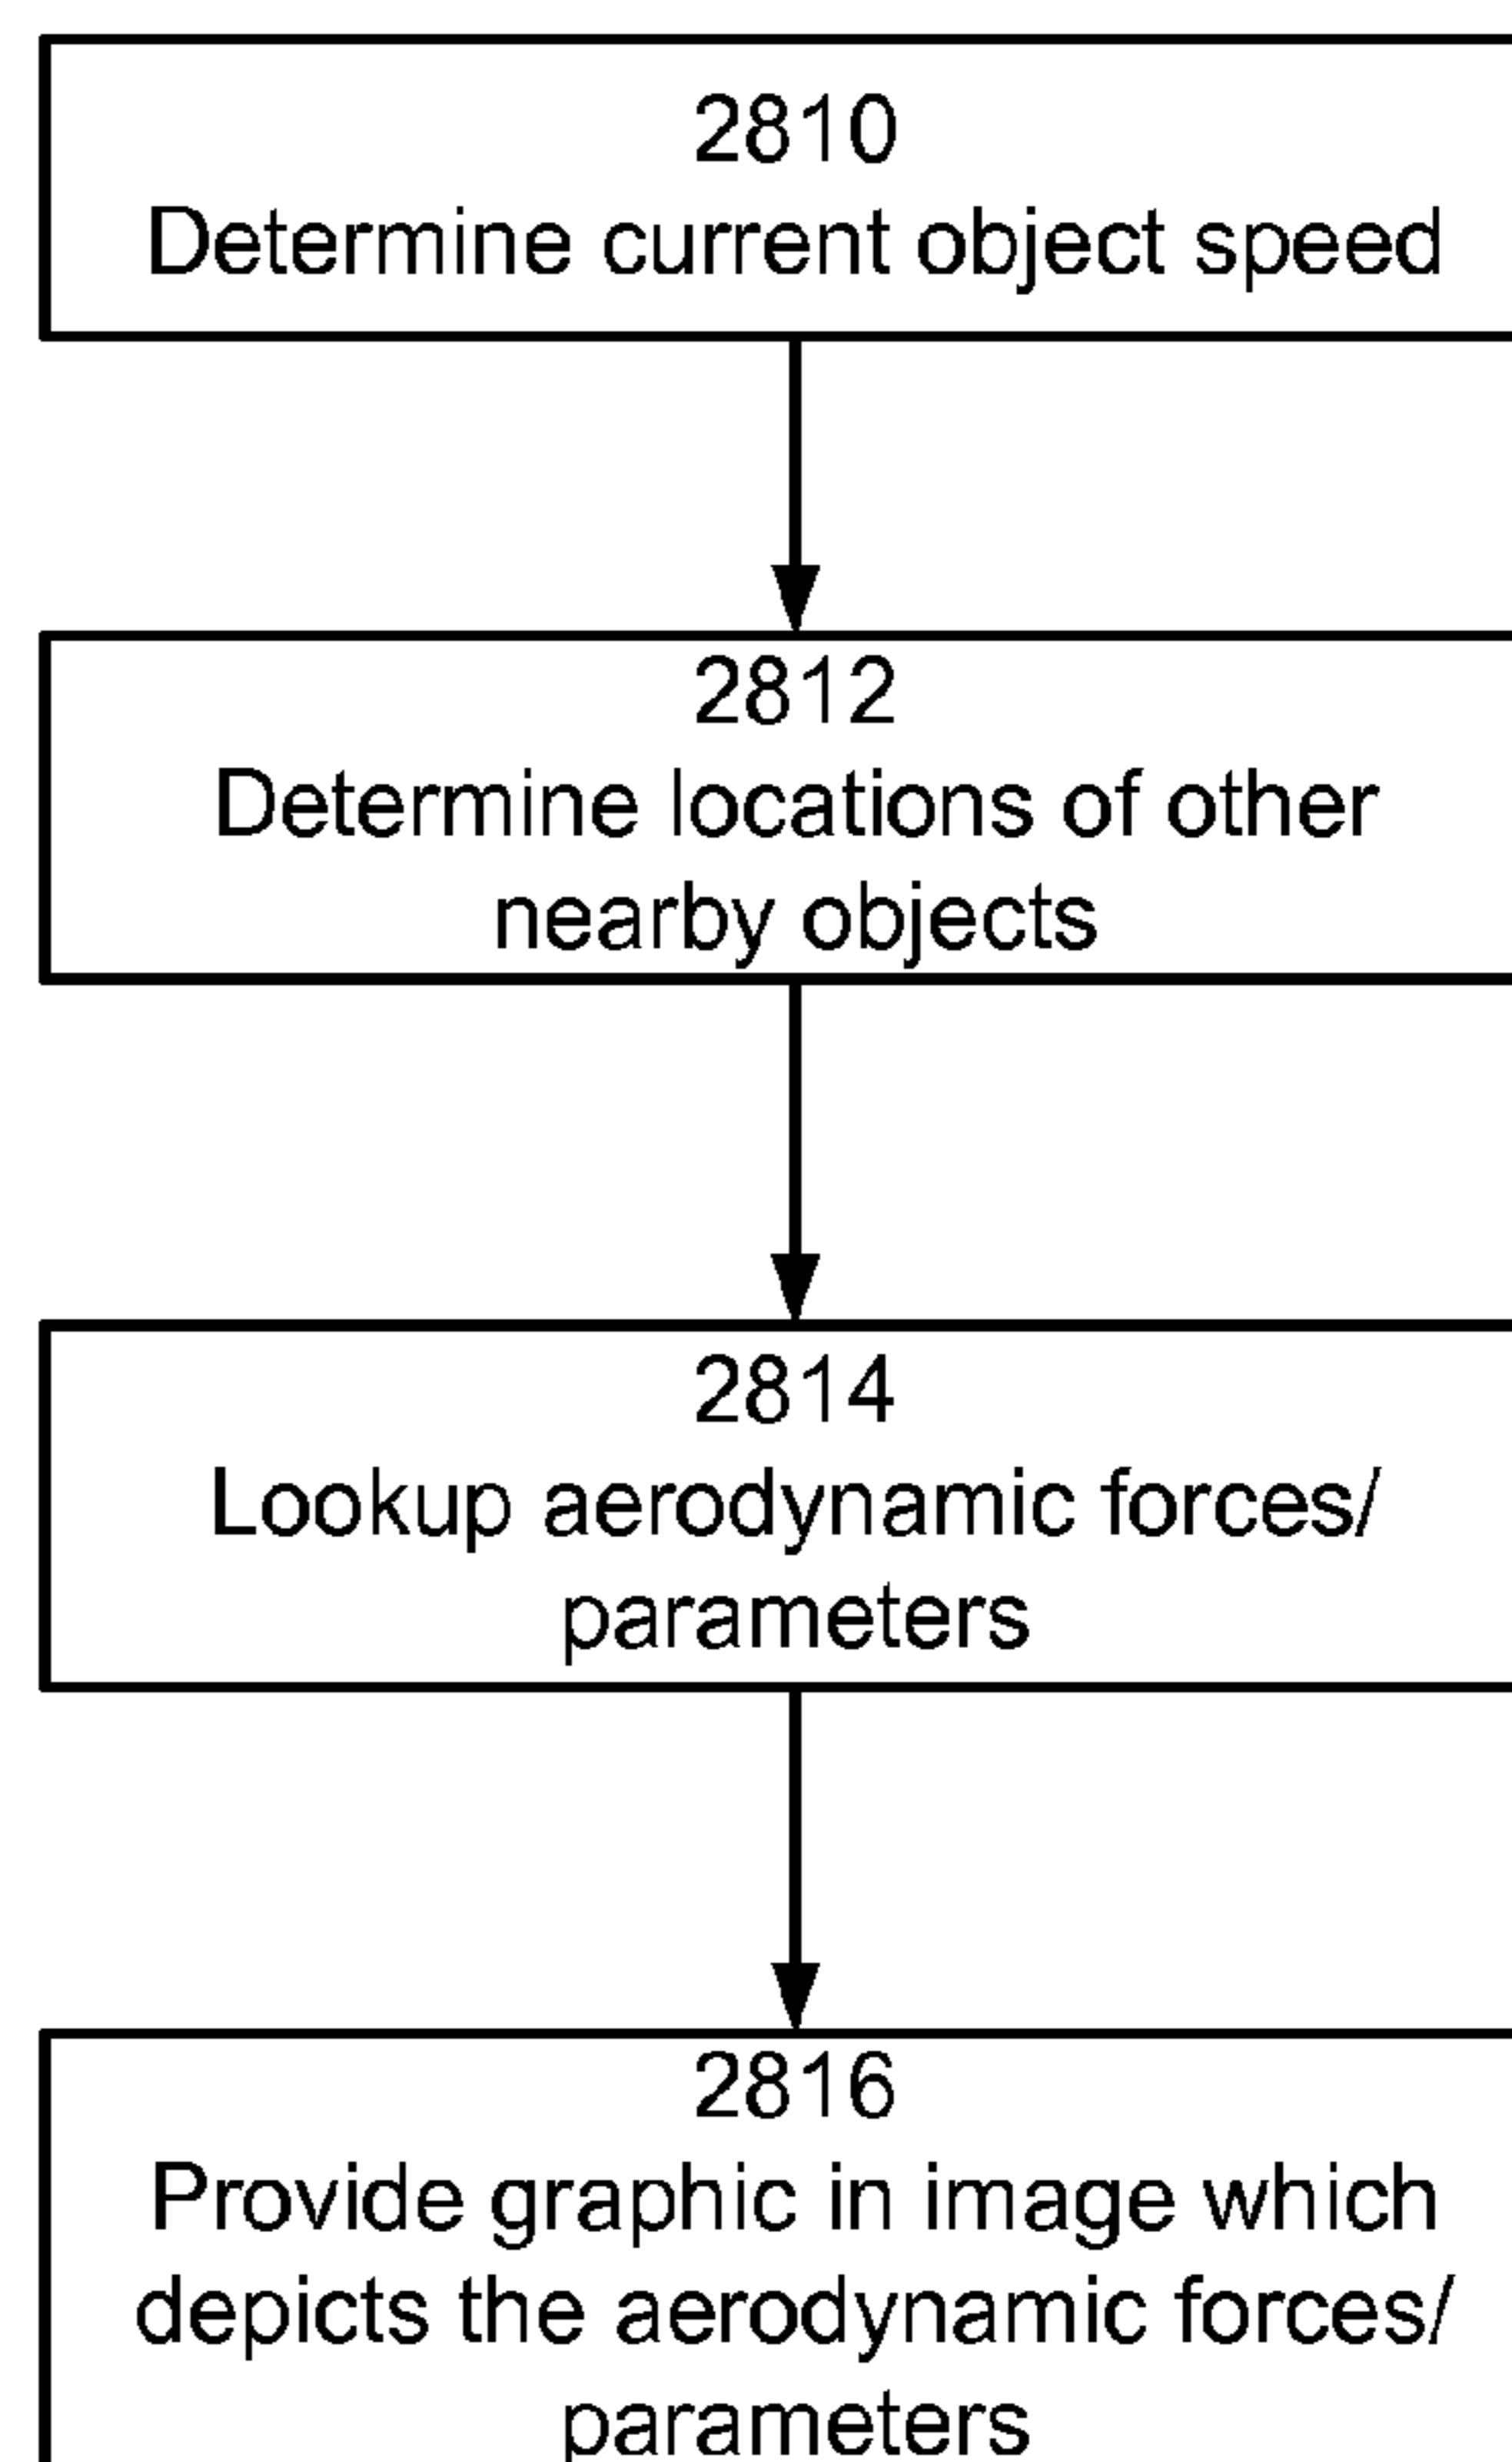 2810
Determine current object speed
2812
Determine locations of other
nearby objects
2814
Lookup aerodynamic forces/
parameters
2816
Provide graphic in image which
depicts the aerodynamic forces/
parameters